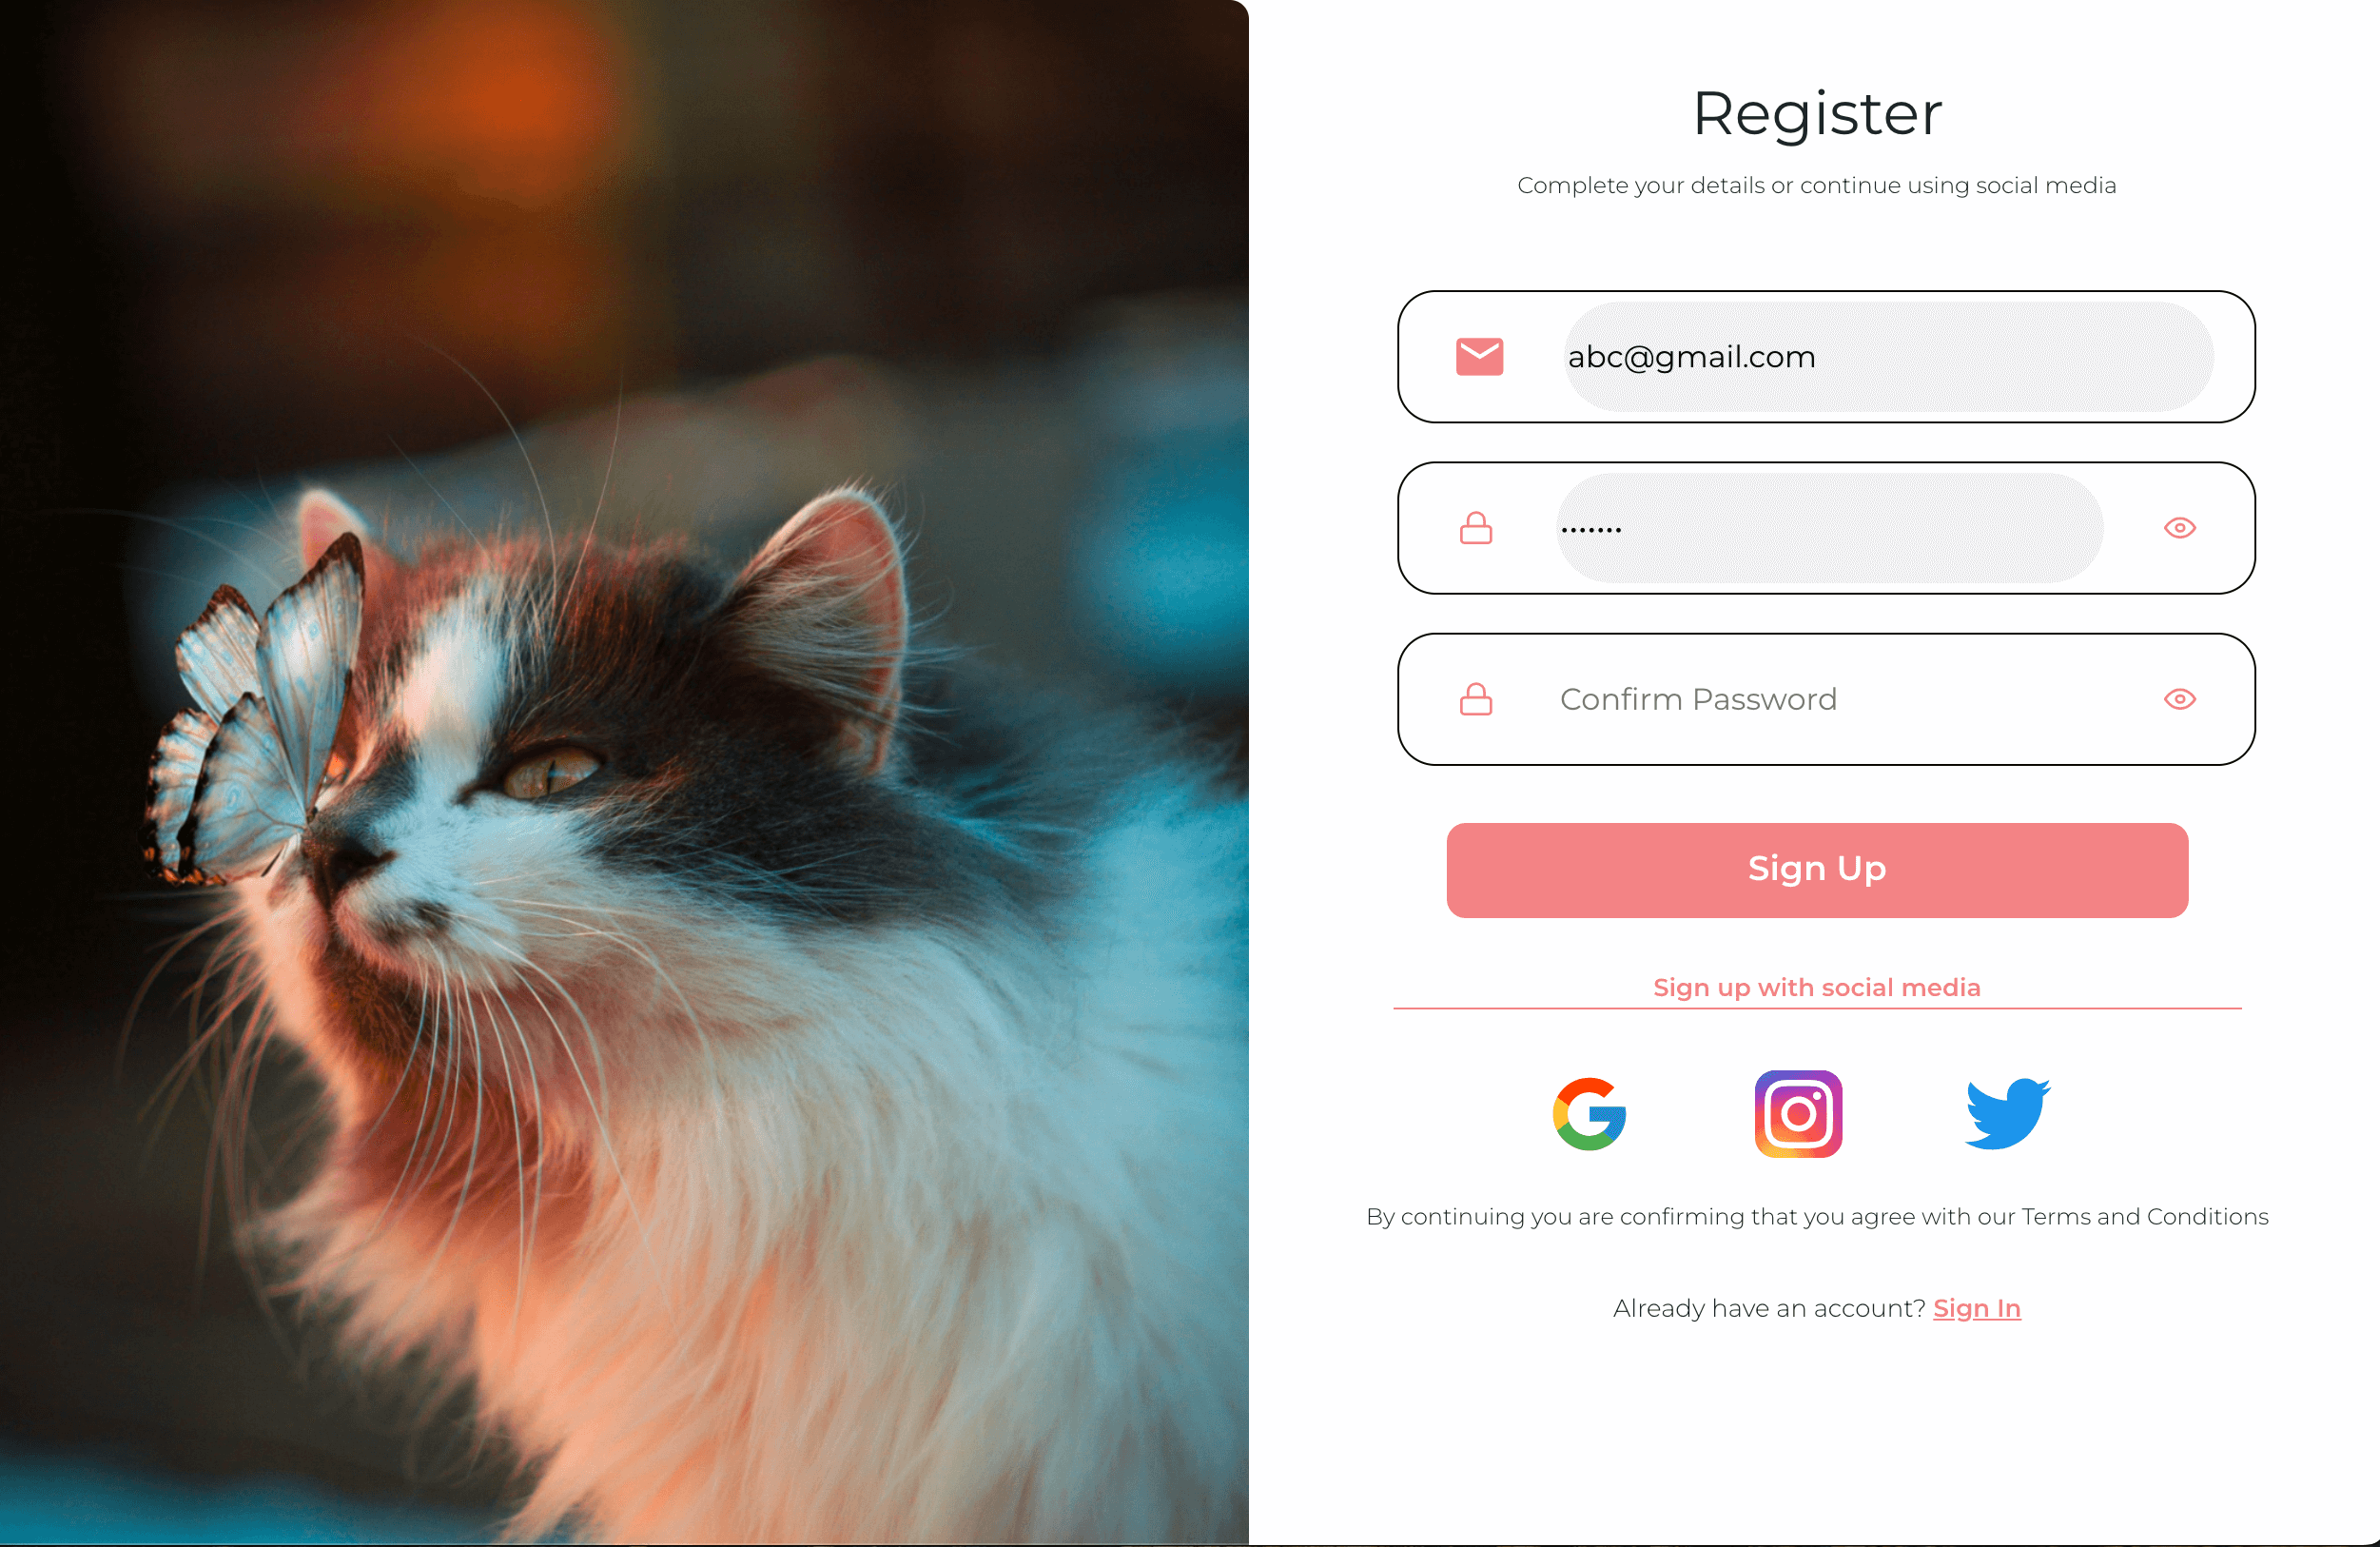 Register
Complete your details or continue using social media
abc@gmail.com
•••••••
Confirm Password
Sign Up
Sign up with social media
By continuing you are confirming that you agree with our Terms and Conditions
Already have an account? Sign In